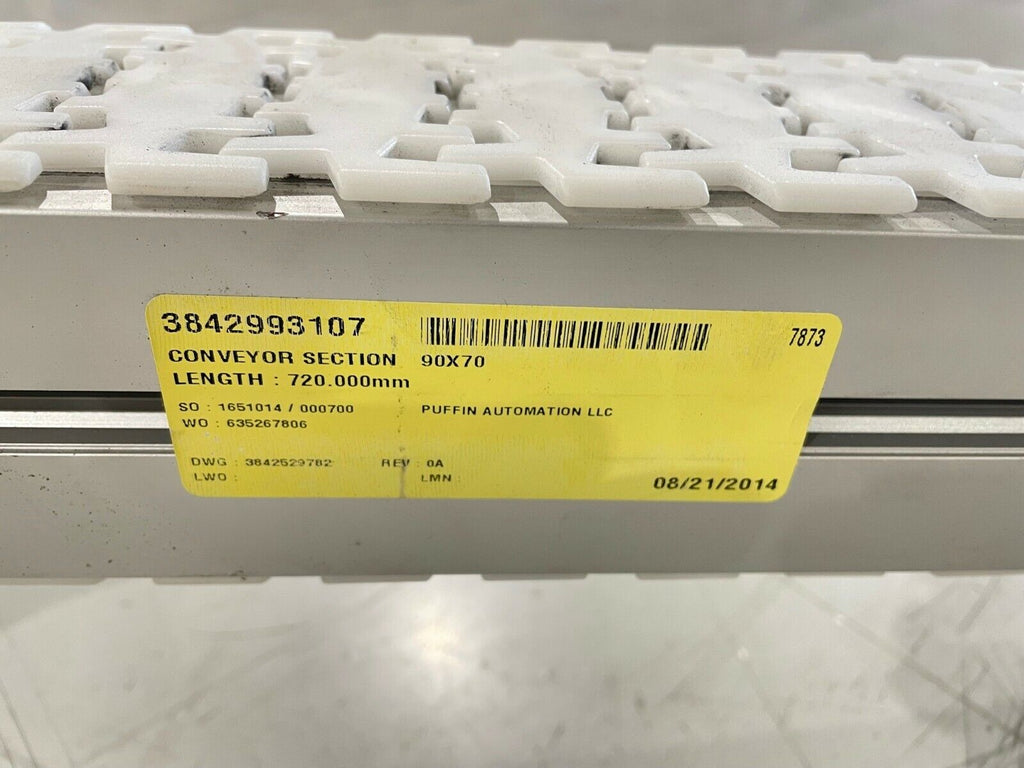 3842993107 7873
CONVEYOR SECTION 90X70
LENGTH : 720.000mm
SO : 1651014 / 000700 PUFFIN AUTOMATION LLC
WO : 635267806
DWG : 3842529782 REV : 0A
LWO : LMN :
08/21/2014